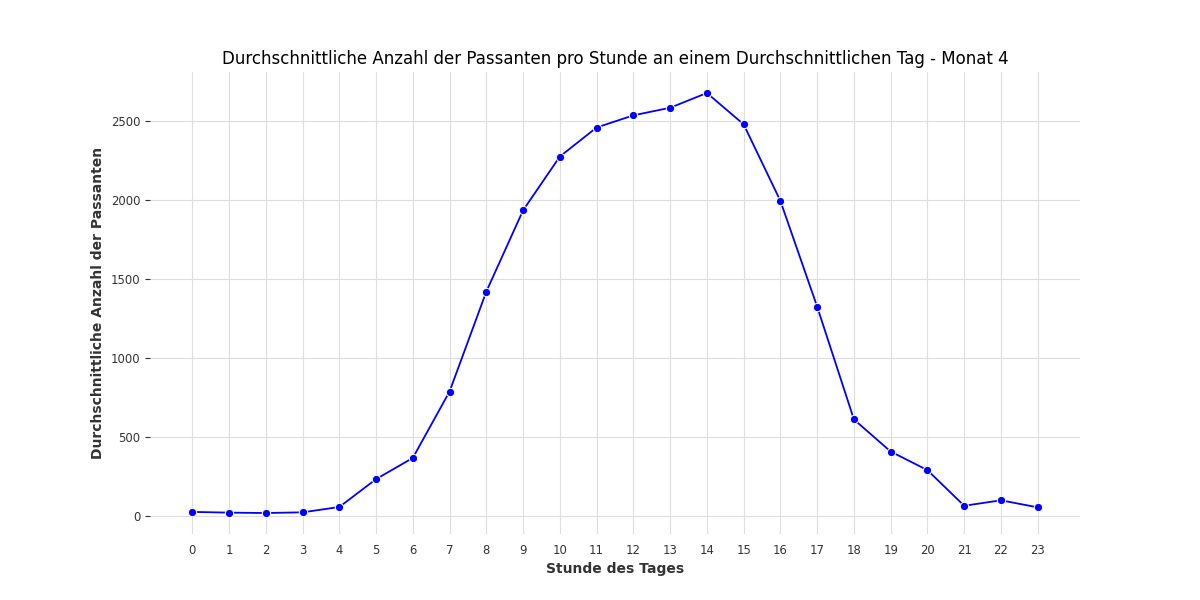 Durchschnittliche Anzahl der Passanten pro Stunde an einem Durchschnittlichen Tag - Monat 4
Durchschnittliche Anzahl der Passanten
2500
2000
1500
1000
500
0
0 1 2 3 4 5 6 7 8 9 10 11 12 13 14 15 16 17 18 19 20 21 22 23
Stunde des Tages